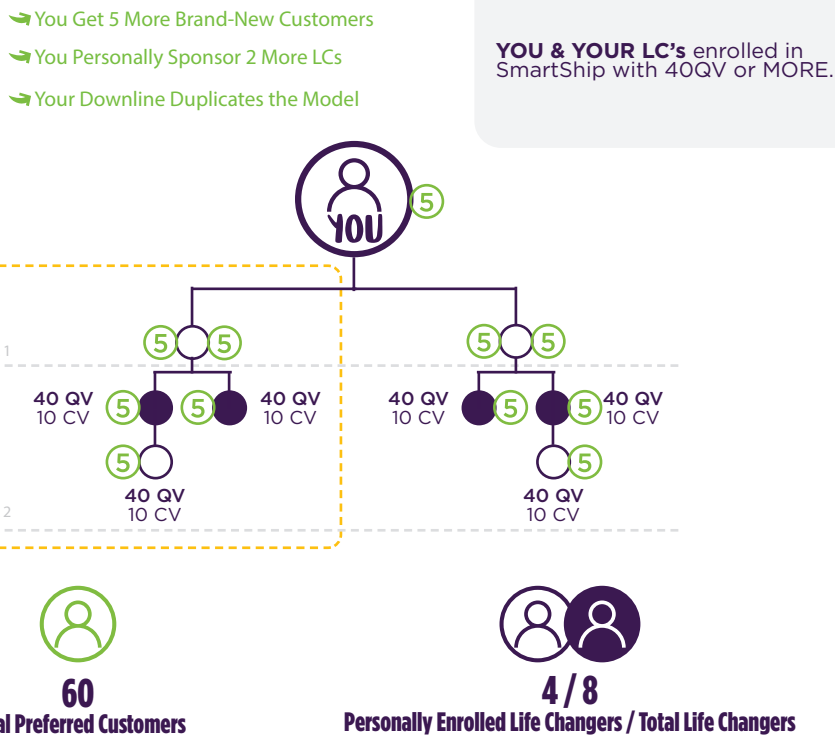 You Get 5 More Brand-New Customers
You Personally Sponsor 2 More LCs
Your Downline Duplicates the Model
YOU & YOUR LC's enrolled in
SmartShip with 40QV or MORE.
YOU
5
5 5
5 5
1
40 QV
10 CV
5
5
40 QV
10 CV
40 QV
10 CV
5
5
40 QV
10 CV
5
5
40 QV
10 CV
40 QV
10 CV
2
60
al Preferred Customers
4 / 8
Personally Enrolled Life Changers / Total Life Changers